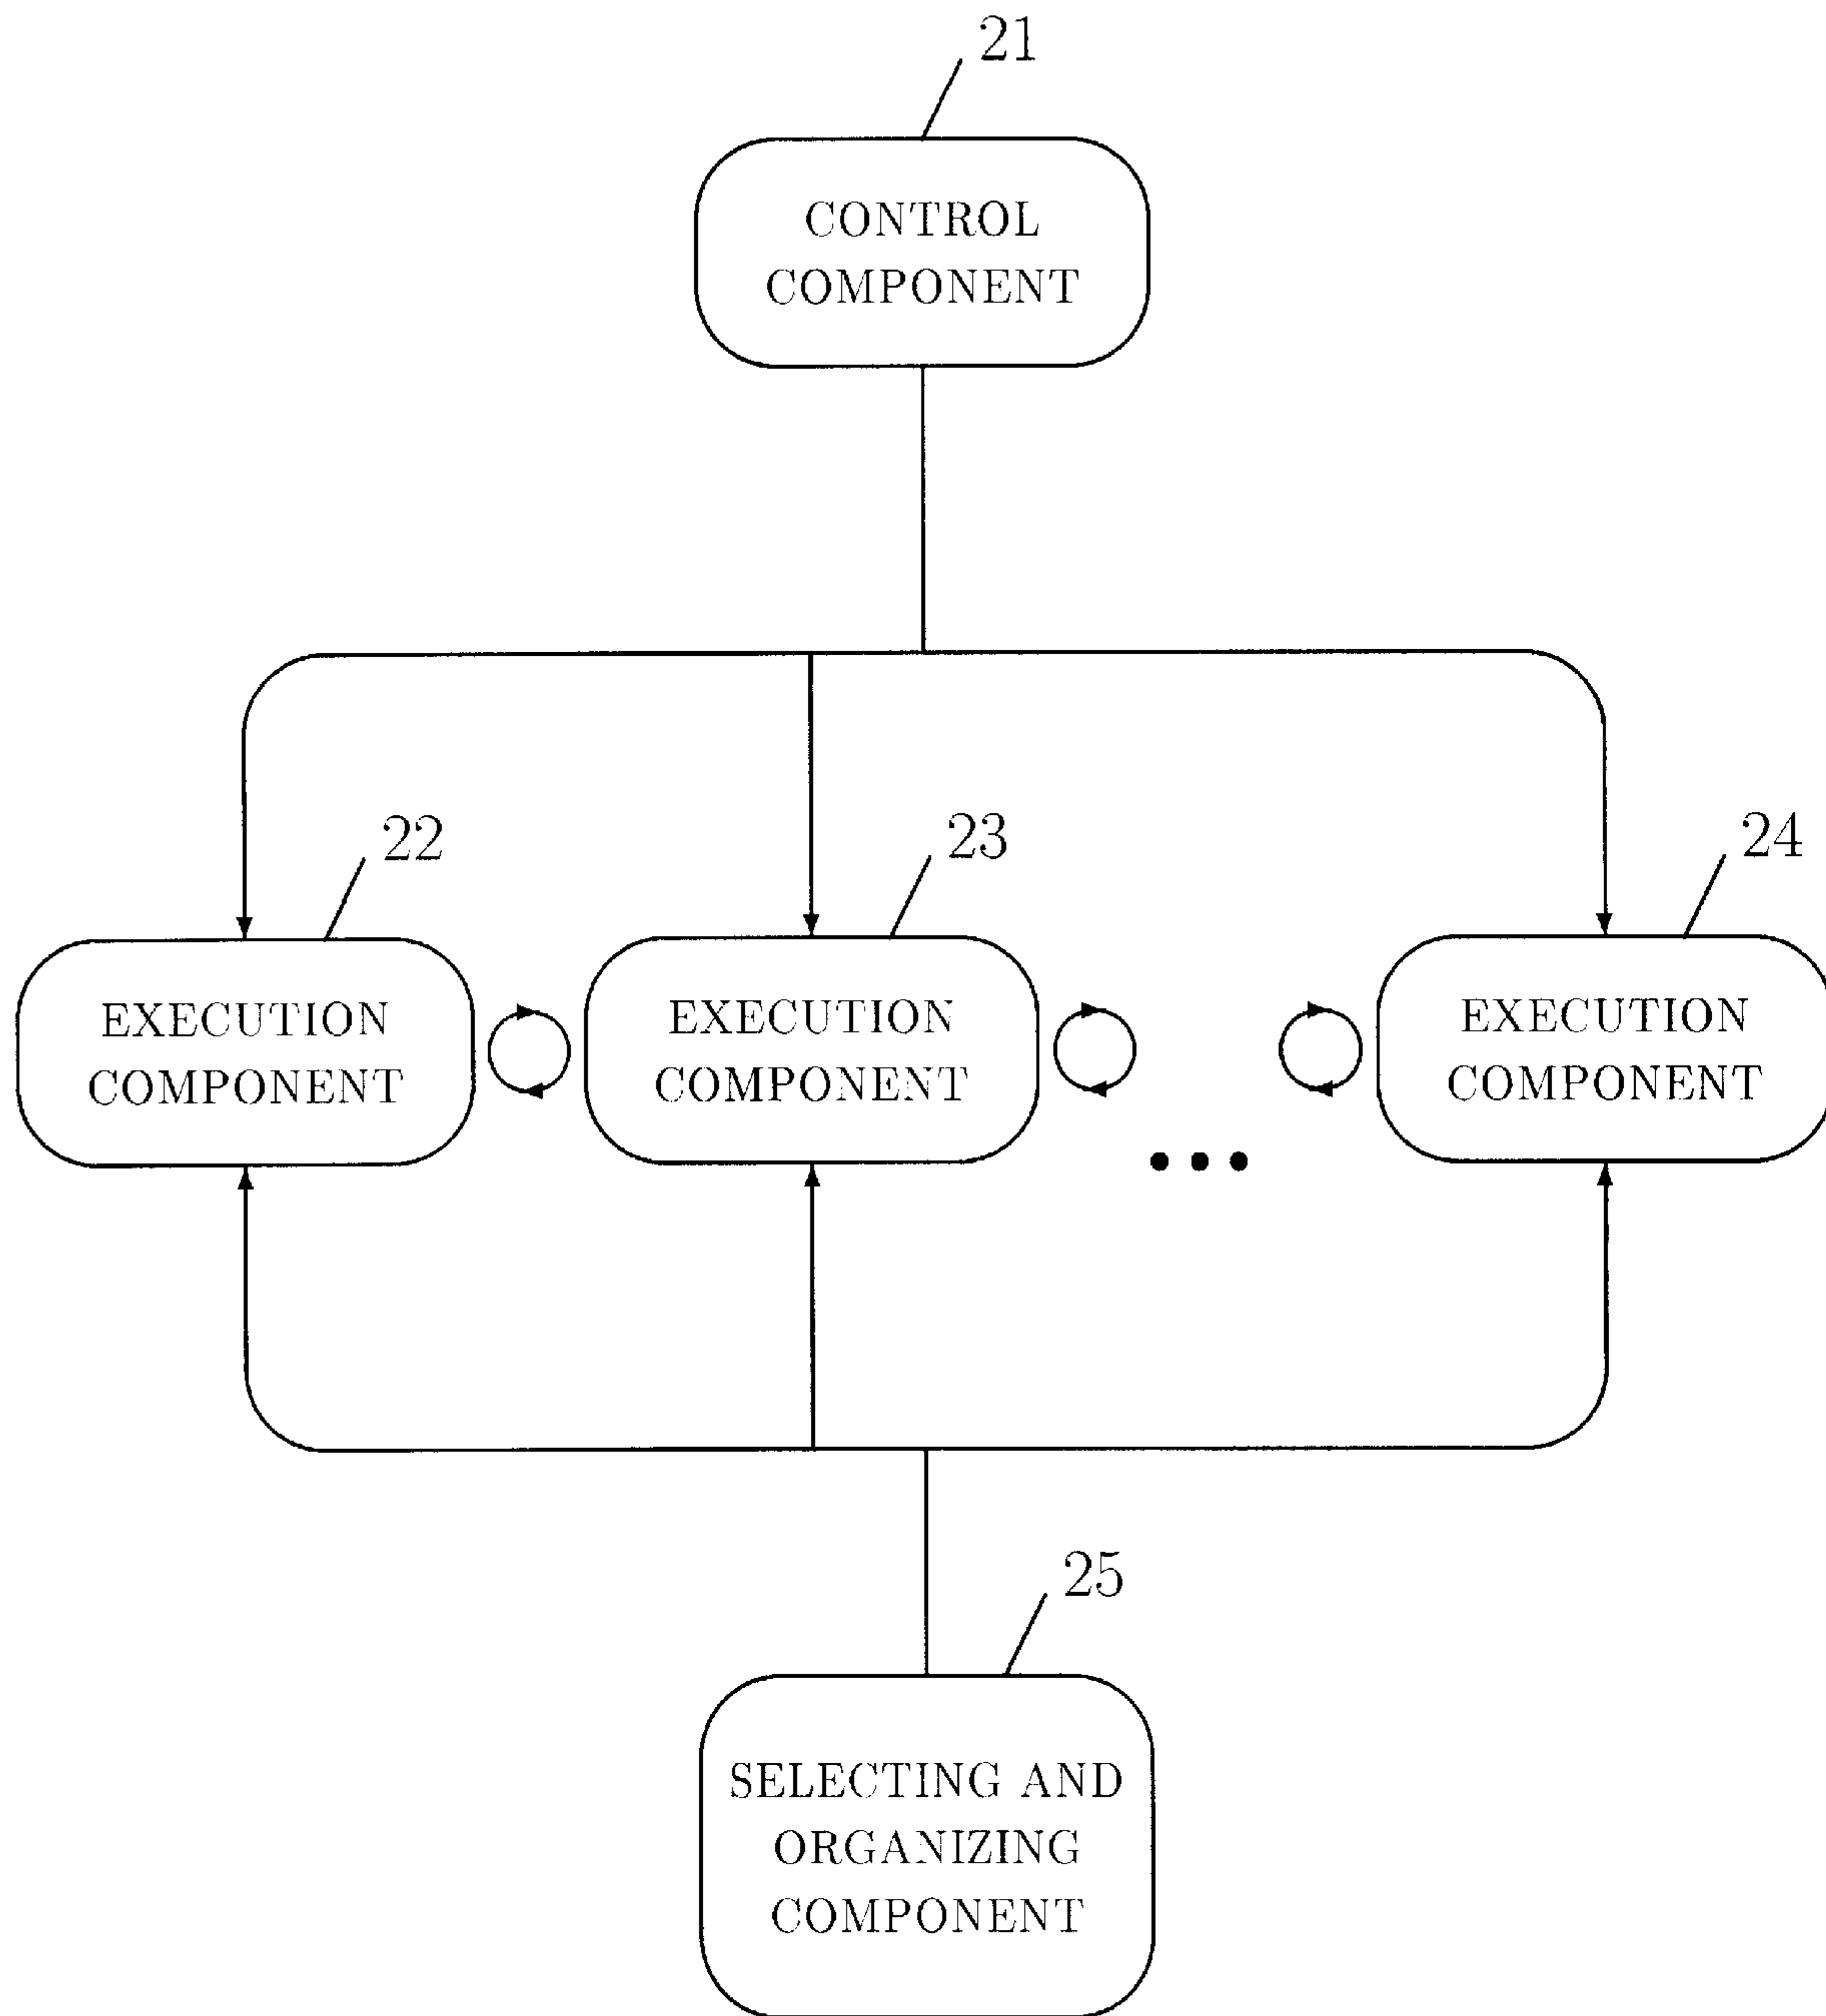 21
CONTROL
COMPONENT
22
23
24
EXECUTION
COMPONENT
EXECUTION
COMPONENT
EXECUTION
COMPONENT
25
SELECTING AND
ORGANIZING
COMPONENT